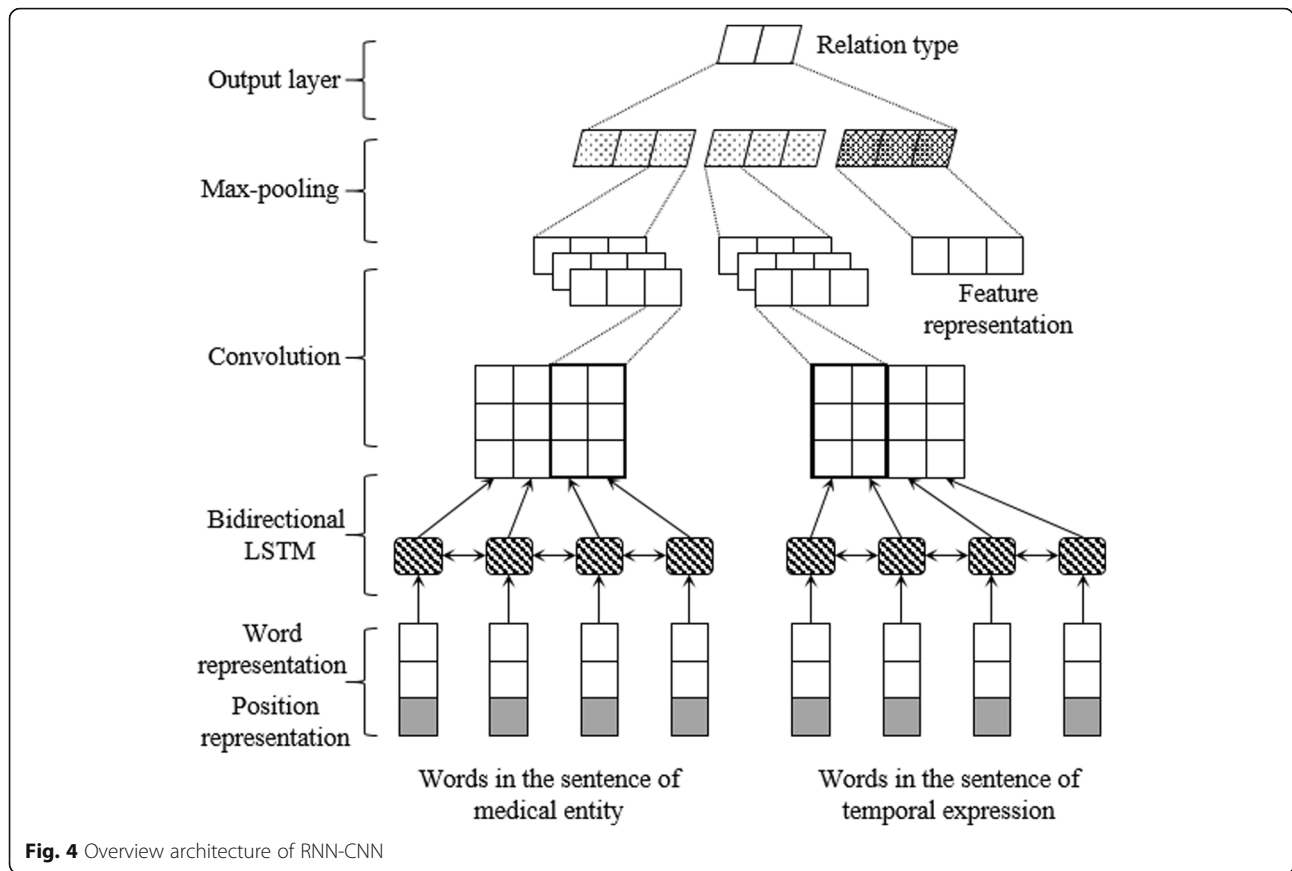 Relation type
Output layer
Max-pooling
Feature
representation
Convolution
Bidirectional
LSTM
Word
representation
Position
representation
Words in the sentence of
medical entity
Words in the sentence of
temporal expression
Fig. 4 Overview architecture of RNN-CNN